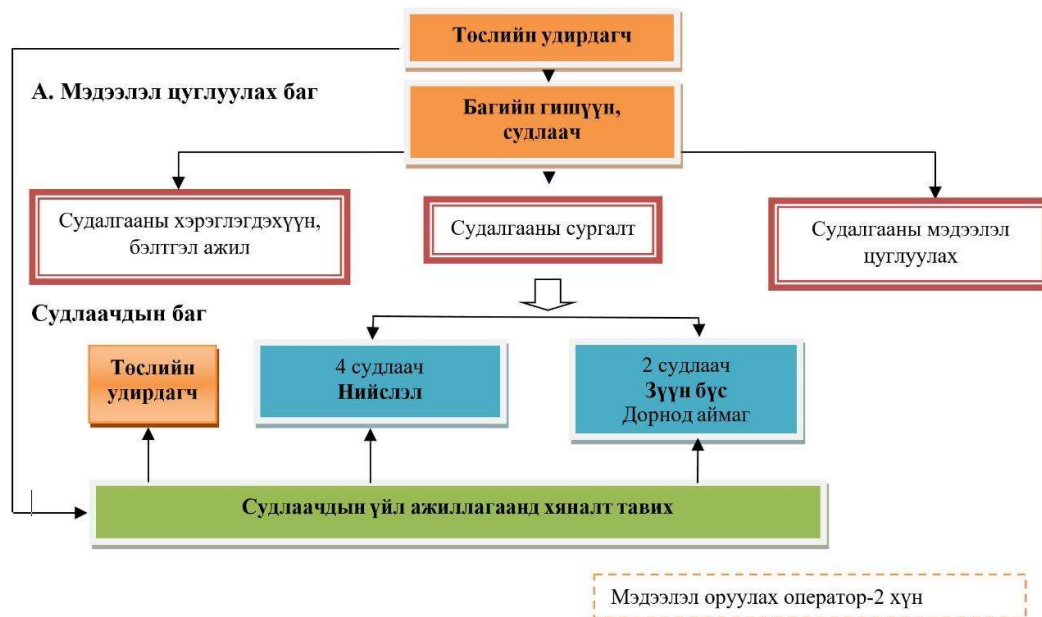 Төслийн удирдагч
А. Мэдээлэл цуглуулах баг
Багийн гишүүн,
судлаач
Судалгааны хэрэглэгдэхүүн,
бэлтгэл ажил
Судалгааны сургалт
Судалгааны мэдээлэл
цуглуулах
Судлаачдын баг
Төслийн
удирдагч
4 судлаач
Нийслэл
2 судлаач
Зүүн бүс
Дорнод аймаг
Судлаачдын үйл ажиллагаанд хяналт тавих
Мэдээлэл оруулах оператор-2 хүн